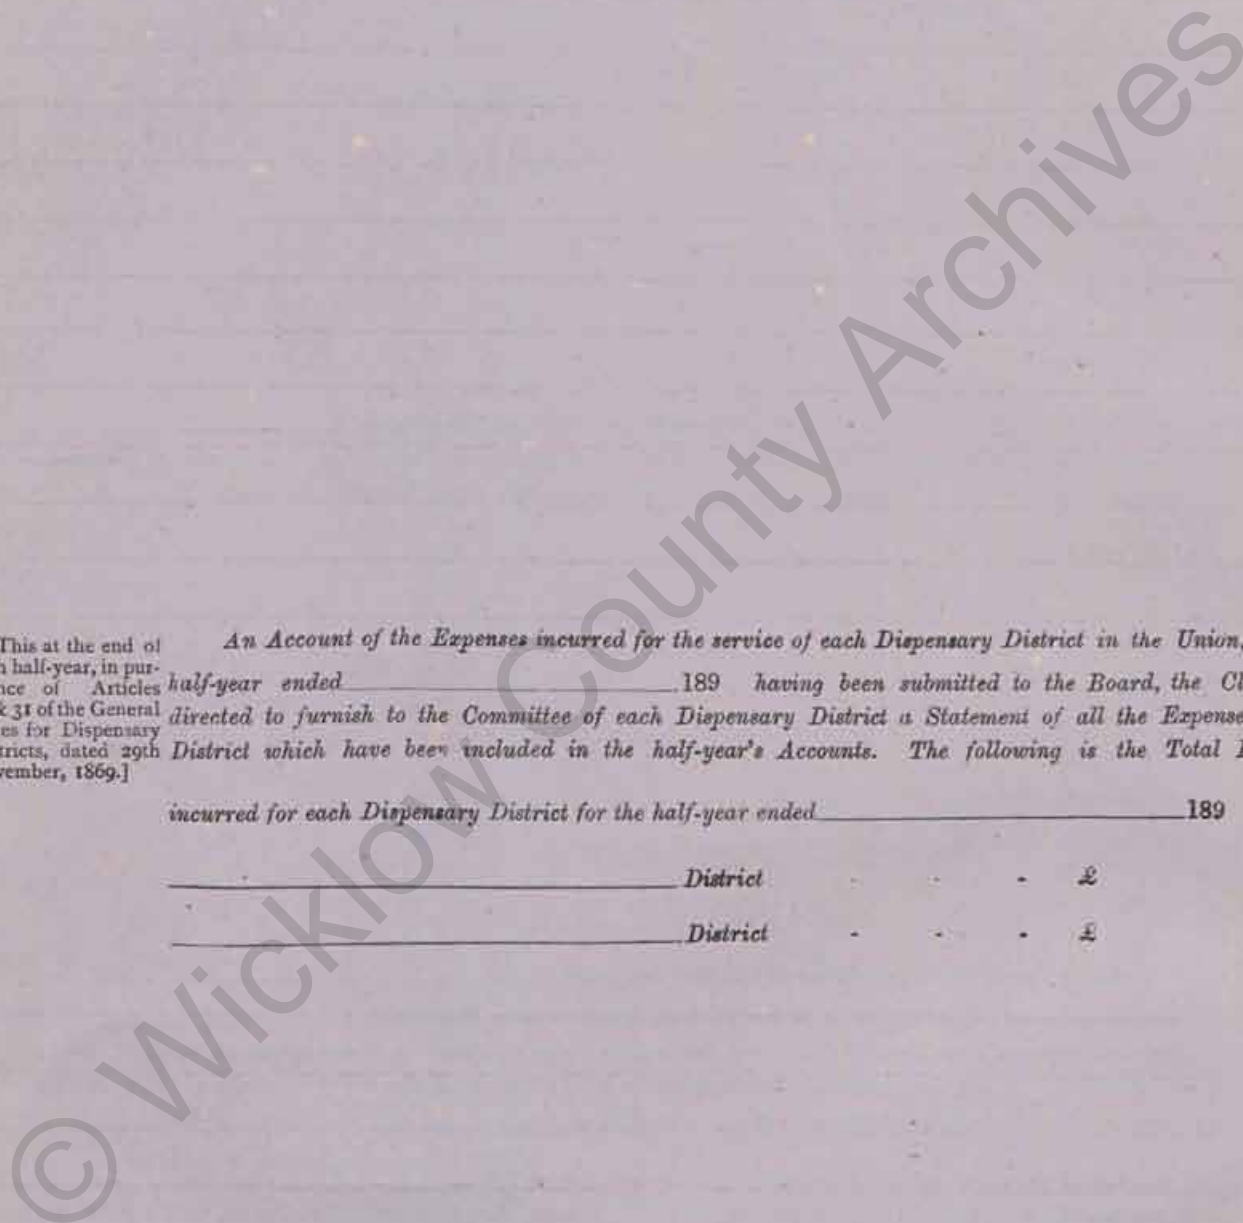 This at the end of
h half-year, in pur-
nce of Articles
& 31 of the General
es for Dispensary
tricts, dated 29th
vember, 1869.]
An Account of the Expenses incurred for the service of each Dispensary District in the Union,
half-year ended 189 having been submitted to the Board, the Cl
directed to furnish to the Committee of each Dispensary District a Statement of all the Expense
District which have been included in the half-year's Accounts. The following is the Total
incurred for each Dispensary District for the half-year ended 189
District - - - £
District - - - £
© Wicklow County Archives